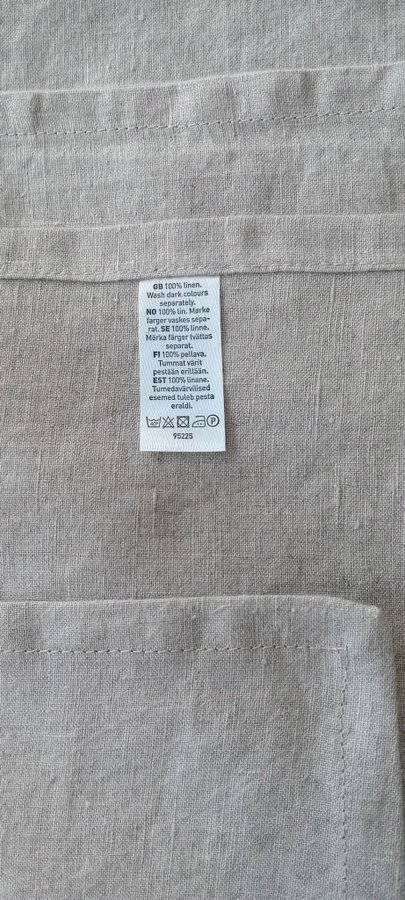 GB 100% linen.
Wash dark colours
separately.
NO 100% lin. Mørke
farger vaskes sepa-
rat. SE 100% linne.
Mörka färger tvättas
separat.
FI 100% pellava.
Tummat värit
pestään erillään.
EST 100% linane.
Tumedavärvilised
esemed tuleb pesta
eraldi.
P
95225